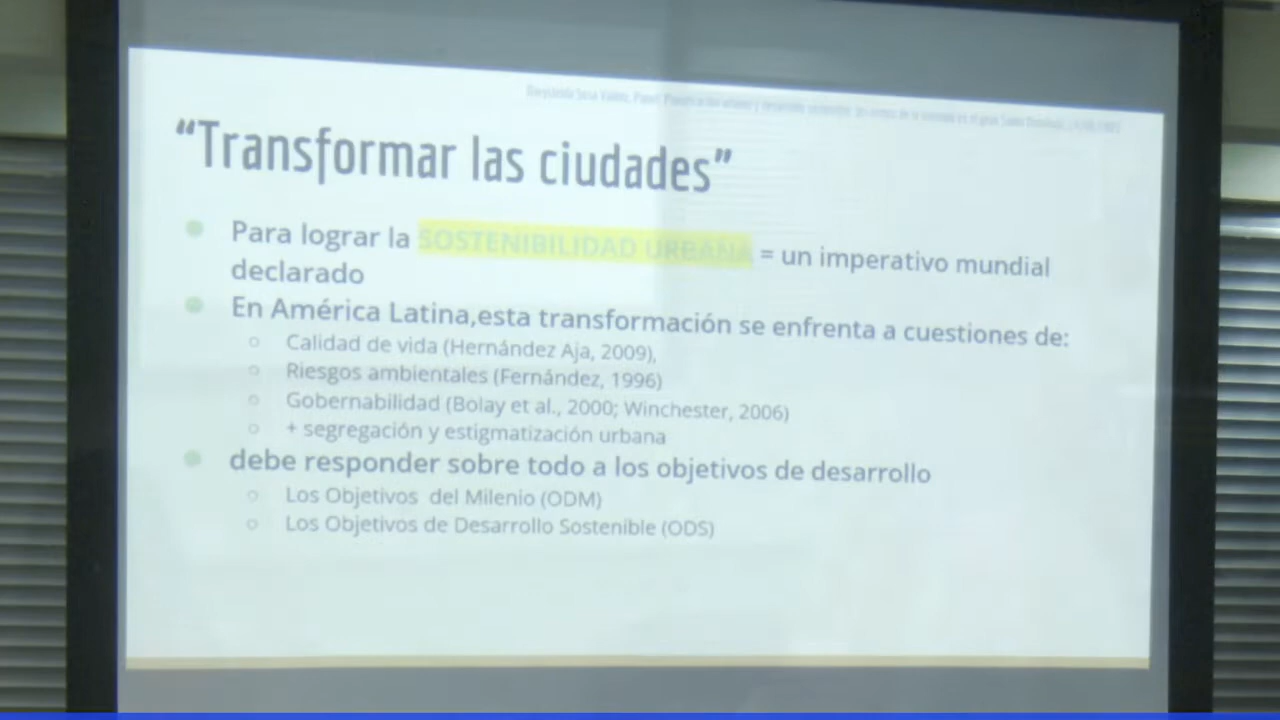 “Transformar las ciudades”
Para lograr la SOSTENIBILIDAD URBANA = un imperativo mundial
declarado
En América Latina,esta transformación se enfrenta a cuestiones de:
Calidad de vida (Hernández Aja, 2009),
Riesgos ambientales (Fernández, 1996)
Gobernabilidad (Bolay et al., 2000; Winchester, 2006)
+ segregación y estigmatización urbana
debe responder sobre todo a los objetivos de desarrollo
Los Objetivos del Milenio (ODM)
Los Objetivos de Desarrollo Sostenible (ODS)